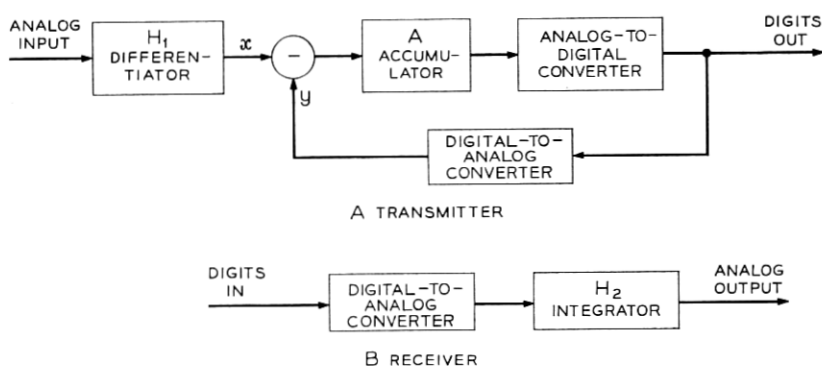 ANALOG
INPUT
H1
DIFFEREN-
TIATOR
x
−
y
A
ACCUMU-
LATOR
ANALOG-TO-
DIGITAL
CONVERTER
DIGITS
OUT
DIGITAL-TO-
ANALOG
CONVERTER
A TRANSMITTER
DIGITS
IN
DIGITAL-TO-
ANALOG
CONVERTER
H2
INTEGRATOR
ANALOG
OUTPUT
B RECEIVER